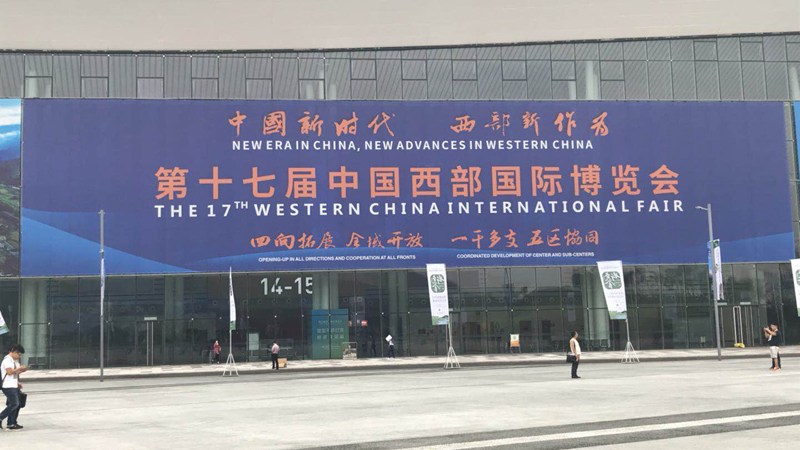 中國新时代 西部新作为
NEW ERA IN CHINA, NEW ADVANCES IN WESTERN CHINA
第十七届中国西部国际博览会
THE 17TH WESTERN CHINA INTERNATIONAL FAIR
四向拓展 全域开放 一干多支 五区协同
OPENING-UP IN ALL DIRECTIONS AND COOPERATION AT ALL FRONTS COORDINATED DEVELOPMENT OF CENTER AND SUB-CENTERS
14-15